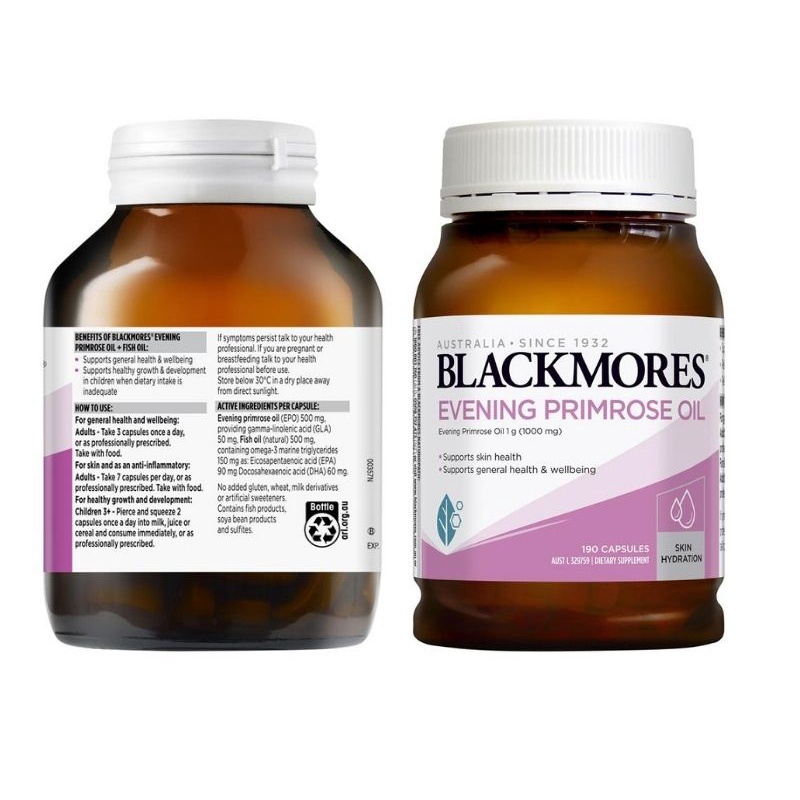 BENEFITS OF BLACKMORES® EVENING
PRIMROSE OIL + FISH OIL:
• Supports general health & wellbeing
• Supports healthy growth & development
in children when dietary intake is
inadequate
HOW TO USE:
For general health and wellbeing:
Adults - Take 3 capsules once a day,
or as professionally prescribed.
Take with food.
For skin and as an anti-inflammatory:
Adults - Take 7 capsules per day, or as
professionally prescribed. Take with food.
For healthy growth and development:
Children 3+ - Pierce and squeeze 2
capsules once a day into milk, juice or
cereal and consume immediately, or as
professionally prescribed.
If symptoms persist talk to your health
professional. If you are pregnant or
breastfeeding talk to your health
professional before use.
Store below 30°C in a dry place away
from direct sunlight.
ACTIVE INGREDIENTS PER CAPSULE:
Evening primrose oil (EPO) 500 mg,
providing gamma-linolenic acid (GLA)
50 mg, Fish oil (natural) 500 mg,
containing omega-3 marine triglycerides
150 mg as: Eicosapentaenoic acid (EPA)
90 mg Docosahexaenoic acid (DHA) 60 mg.
No added gluten, wheat, milk derivatives
or artificial sweeteners.
Contains fish products,
soya bean products
and sulfites.
Bottle
arl.org.au
003571N
B
EXP.
AUSTRALIA • SINCE 1932
BLACKMORES®
EVENING PRIMROSE OIL
Evening Primrose Oil 1 g (1000 mg)
• Supports skin health
• Supports general health & wellbeing
190 CAPSULES
AUST L 329759 | DIETARY SUPPLEMENT
SKIN
HYDRATION